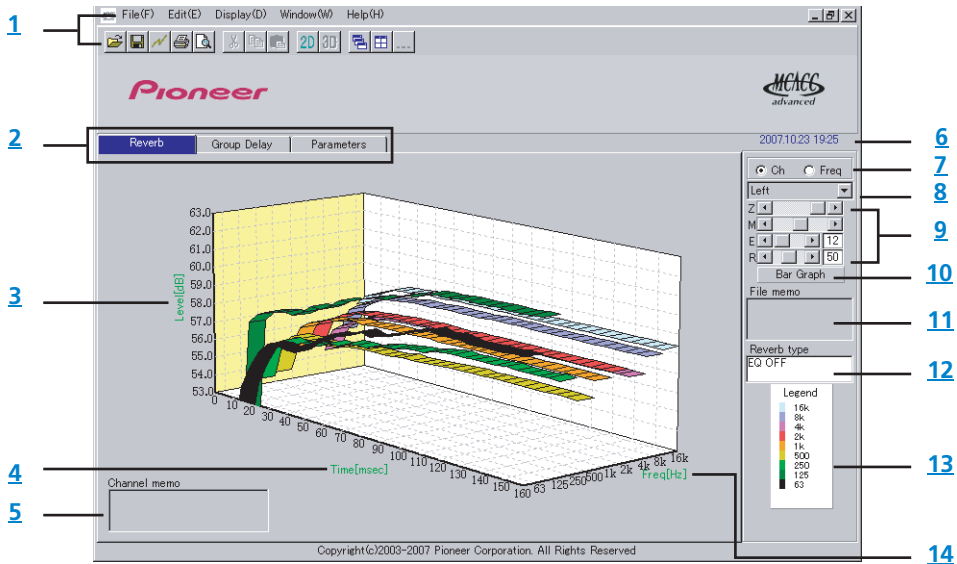 File(F) Edit(E) Display(D) Window(W) Help(H)
1
2D 3D
Pioneer
MCACC
advanced
2
Reverb Group Delay Parameters
2007.10.23 19:25
6
Ch Freq
7
Left
8
Z
M
E 12
R 50
9
Bar Graph
10
File memo
11
Reverb type
EQ OFF
12
Legend
16k
8k
4k
2k
1k
500
250
125
63
13
3
Level[dB]
63.0
62.0
61.0
60.0
59.0
58.0
57.0
56.0
55.0
54.0
53.0
0 10 20 30 40 50 60 70 80 90 100 110 120 130 140 150 160
63 125 250 500 1k 2k 4k 8k 16k
4
Time[msec]
Freq[Hz]
14
Channel memo
5
Copyright(c)2003-2007 Pioneer Corporation. All Rights Reserved